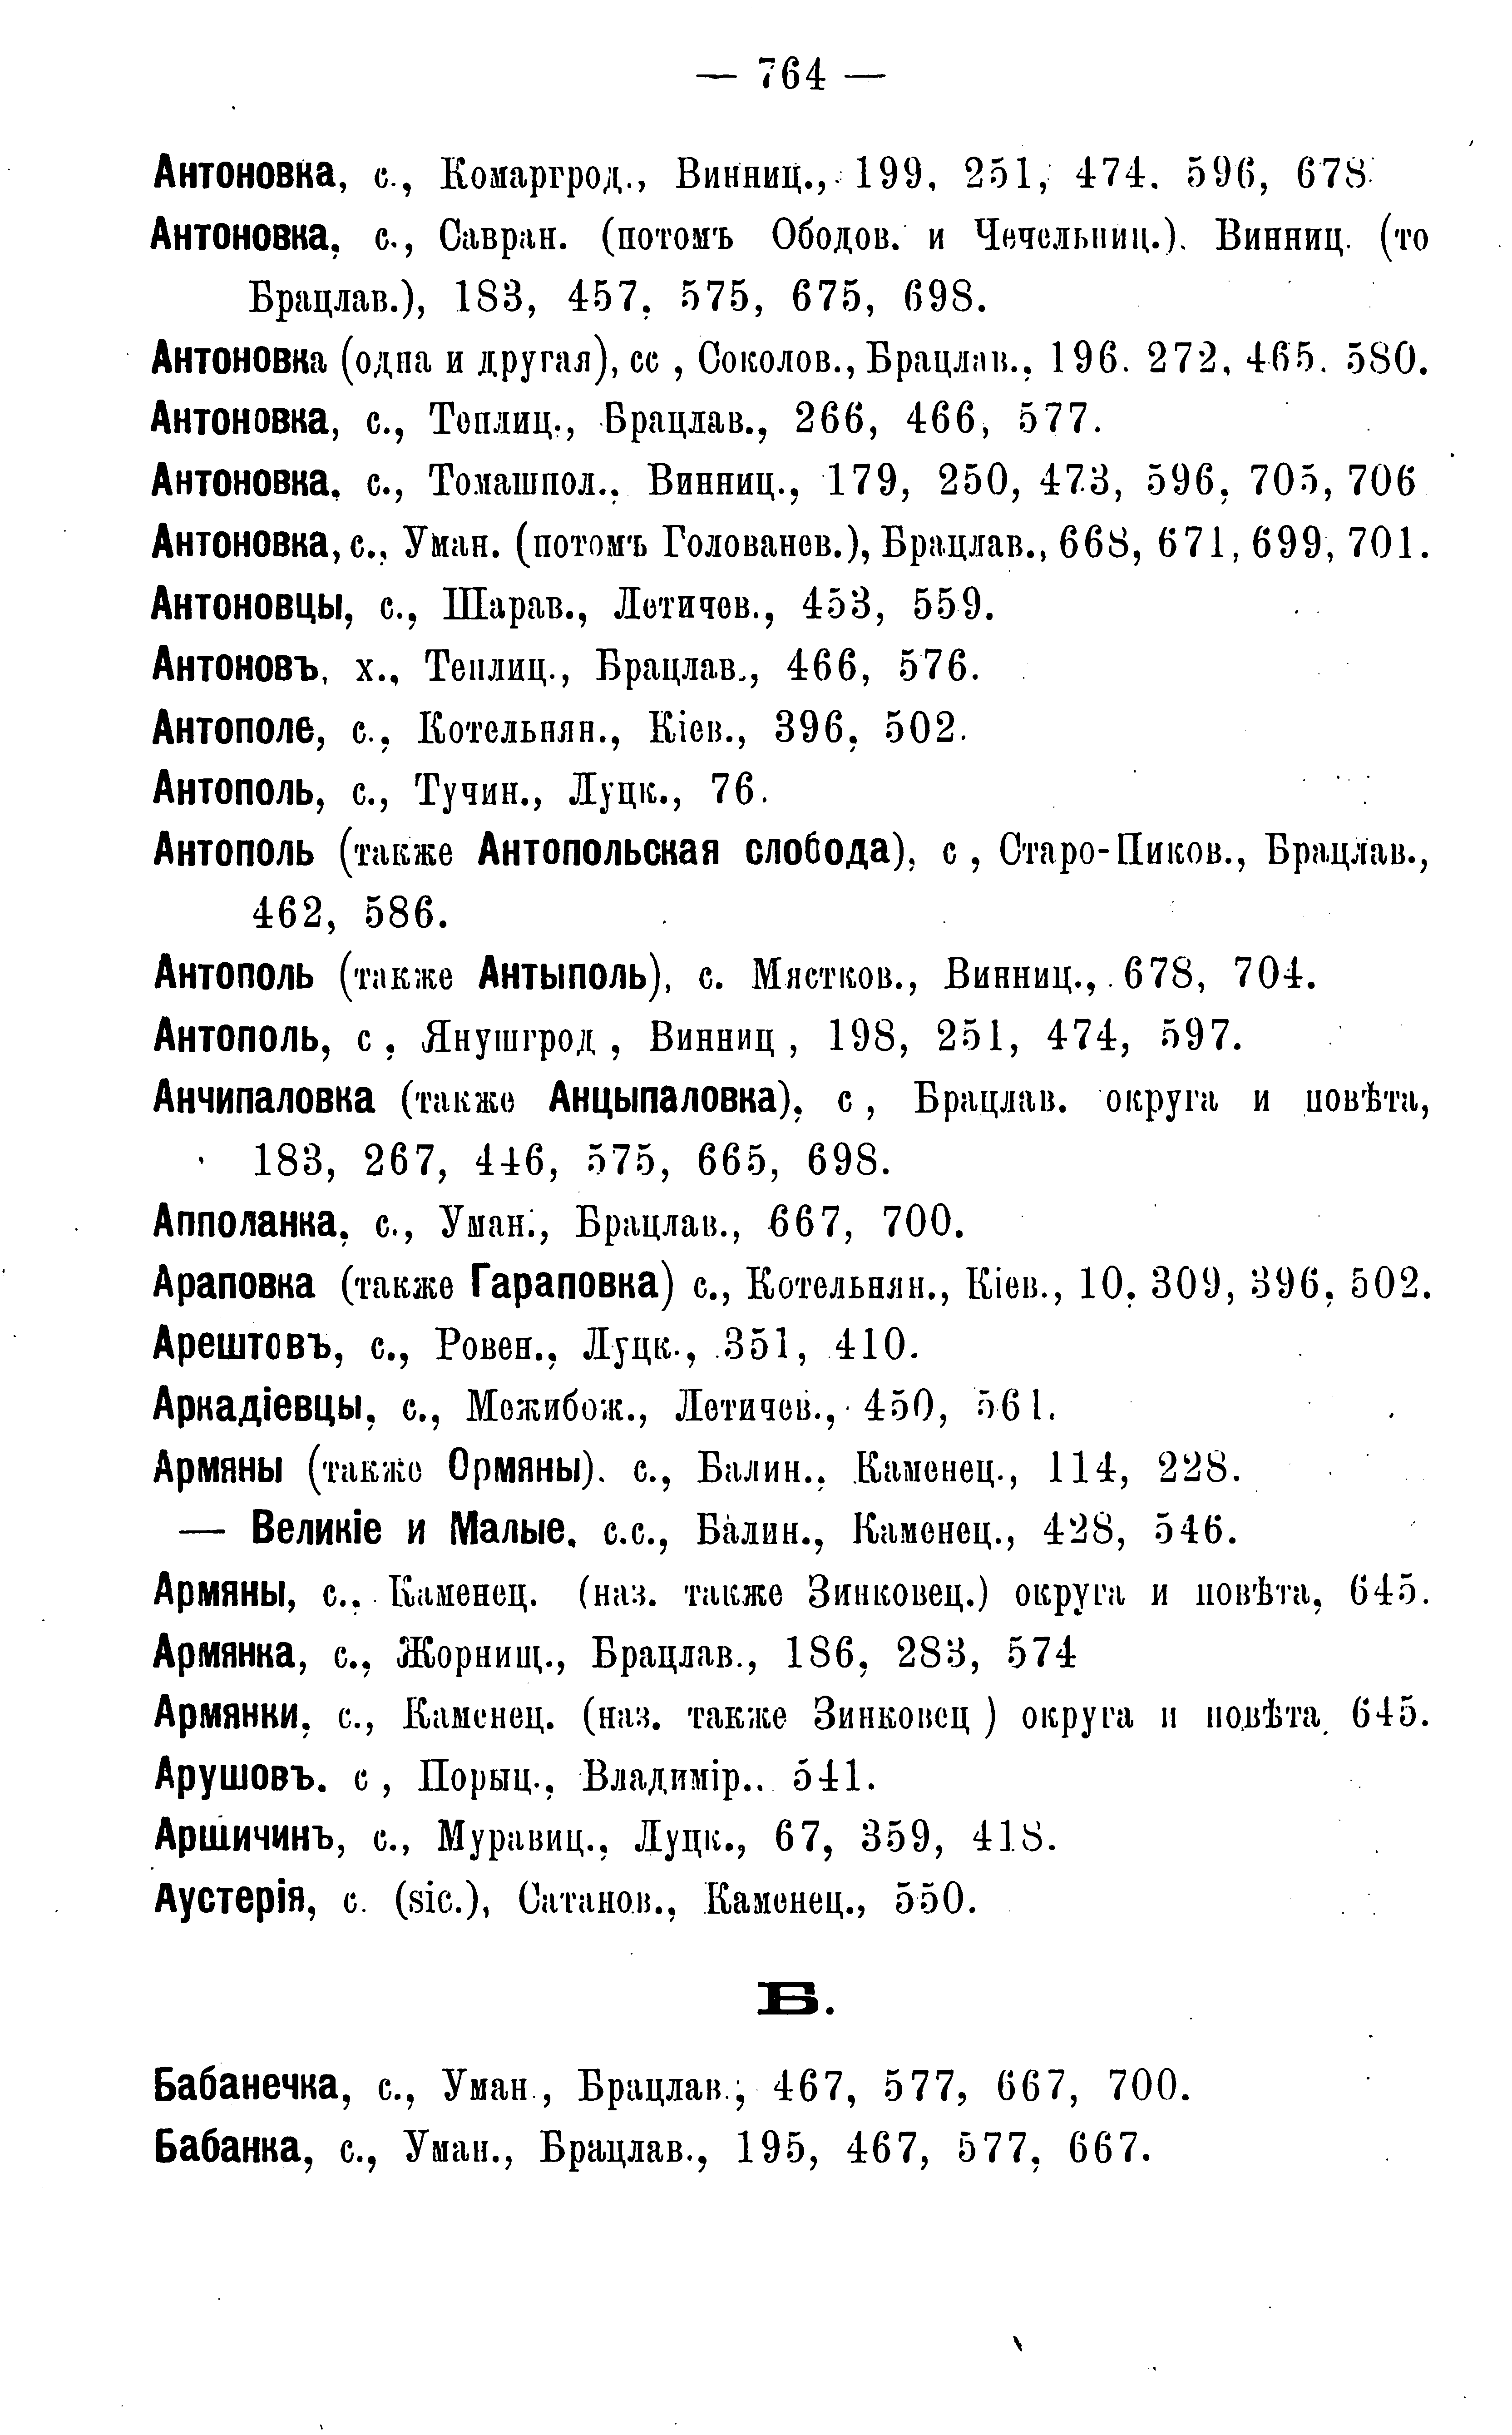 — 764 —
Антоновка, с., Комаргрод., Винниц., 199, 251, 474. 596, 678.
Антоновка, с., Савран. (потомъ Ободов. и Чечельниц.). Винниц. (то
Брацлав.), 183, 457, 575, 675, 698.
Антоновка (одна и другая), сс , Соколов., Брацлав., 196. 272, 465. 580.
Антоновка, с., Теплиц., Брацлав., 266, 466, 577.
Антоновка, с., Томашпол., Винниц., 179, 250, 473, 596, 705, 706
Антоновка, с., Уман. (потомъ Голованев.), Брацлав., 668, 671, 699, 701.
Антоновцы, с., Шарав., Летичев., 453, 559.
Антоновъ, х., Теплиц., Брацлав., 466, 576.
Антополе, с., Котельнян., Кіев., 396, 502.
Антополь, с., Тучин., Луцк., 76.
Антополь (также Антопольская слобода), с , Старо-Пиков., Брацлав.,
462, 586.
Антополь (также Антыполь), с. Мястков., Винниц., 678, 704.
Антополь, с , Янушгрод , Винниц , 198, 251, 474, 597.
Анчипаловка (также Анцыпаловка), с , Брацлав. округа и повѣта,
183, 267, 446, 575, 665, 698.
Апполанка, с., Уман., Брацлав., 667, 700.
Араповка (также Гараповка) с., Котельнян., Кіев., 10, 309, 396, 502.
Арештовъ, с., Ровен., Луцк., 351, 410.
Аркадіевцы, с., Межибож., Летичев., 450, 561.
Армяны (также Ормяны). с., Балин., Каменец., 114, 228.
— Великіе и Малые, с.с., Балин., Каменец., 428, 546.
Армяны, с., Каменец. (наз. также Зинковец.) округа и повѣта, 645.
Армянка, с., Жорнищ., Брацлав., 186, 283, 574
Армянки, с., Каменец. (наз. также Зинковец ) округа и повѣта, 645.
Арушовъ. с , Порыц., Владимір.. 541.
Аршичинъ, с., Муравиц., Луцк., 67, 359, 418.
Аустерія, с. (sic.), Сатанов., Каменец., 550.
Б.
Бабанечка, с., Уман., Брацлав., 467, 577, 667, 700.
Бабанка, с., Уман., Брацлав., 195, 467, 577, 667.